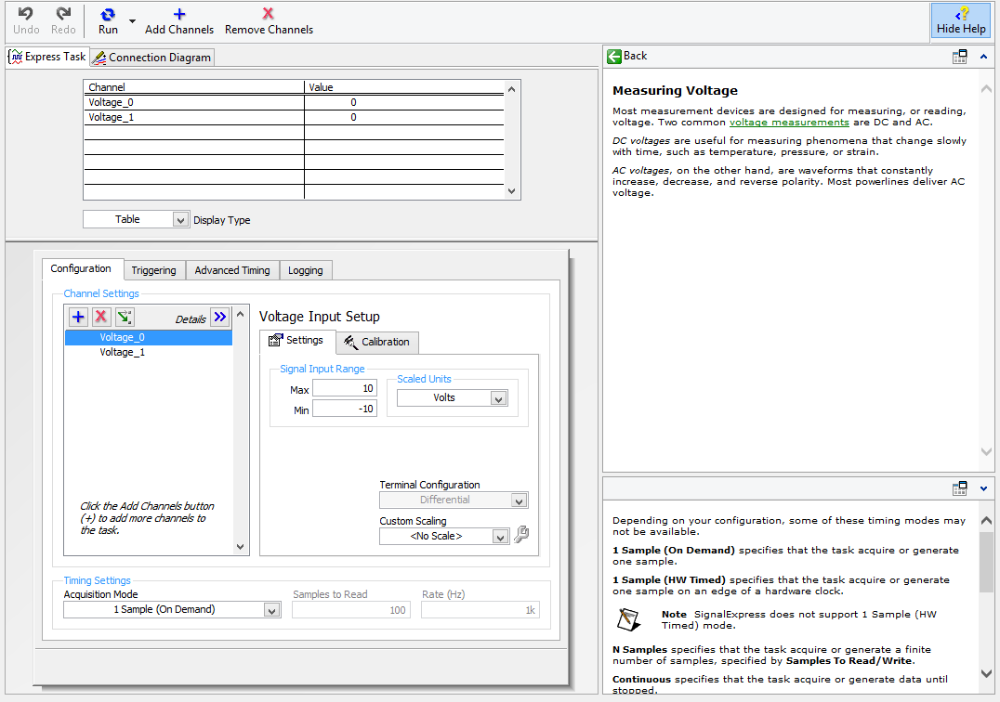 Undo Redo Run Add Channels Remove Channels Hide Help
Express Task Connection Diagram
Channel Value
Voltage_0 0
Voltage_1 0
Table Display Type
Configuration Triggering Advanced Timing Logging
Channel Settings
Details
Voltage_0
Voltage_1
Click the Add Channels button
(+) to add more channels to
the task.
Voltage Input Setup
Settings Calibration
Signal Input Range
Max 10
Min -10
Scaled Units
Volts
Terminal Configuration
Differential
Custom Scaling
<No Scale>
Timing Settings
Acquisition Mode Samples to Read Rate (Hz)
1 Sample (On Demand) 100 1k
Back
Measuring Voltage
Most measurement devices are designed for measuring, or reading,
voltage. Two common voltage measurements are DC and AC.
DC voltages are useful for measuring phenomena that change slowly
with time, such as temperature, pressure, or strain.
AC voltages, on the other hand, are waveforms that constantly
increase, decrease, and reverse polarity. Most powerlines deliver AC
voltage.
Depending on your configuration, some of these timing modes may
not be available.
1 Sample (On Demand) specifies that the task acquire or generate
one sample.
1 Sample (HW Timed) specifies that the task acquire or generate
one sample on an edge of a hardware clock.
Note SignalExpress does not support 1 Sample (HW
Timed) mode.
N Samples specifies that the task acquire or generate a finite
number of samples, specified by Samples To Read/Write.
Continuous specifies that the task acquire or generate data until
stopped.